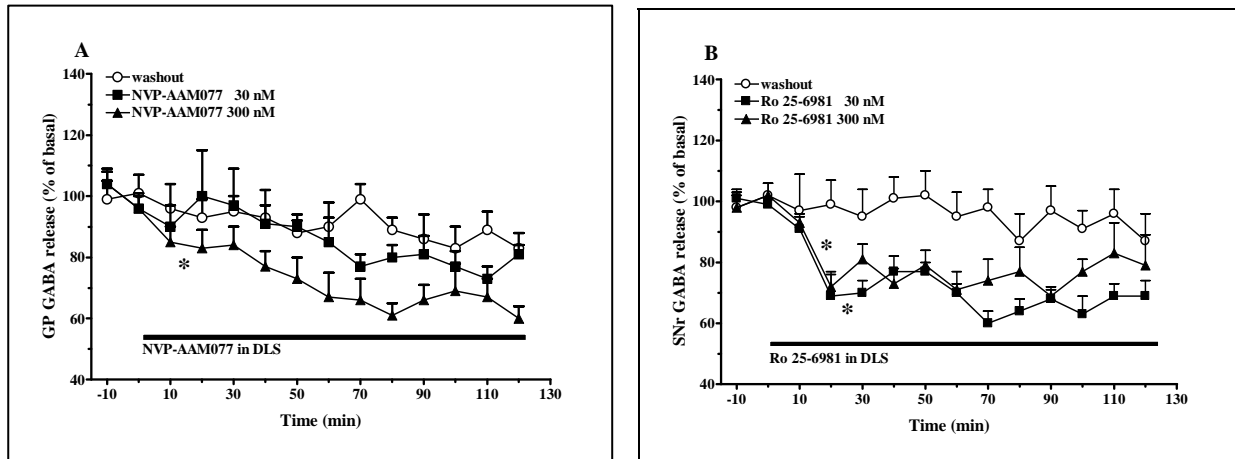 A
GP GABA release (% of basal)
140
120
100
80
60
40
washout
NVP-AAM077 30 nM
NVP-AAM077 300 nM
*
NVP-AAM077 in DLS
-10 10 30 50 70 90 110 130
Time (min)
B
SNr GABA release (% of basal)
140
120
100
80
60
40
washout
Ro 25-6981 30 nM
Ro 25-6981 300 nM
*
*
Ro 25-6981 in DLS
-10 10 30 50 70 90 110 130
Time (min)